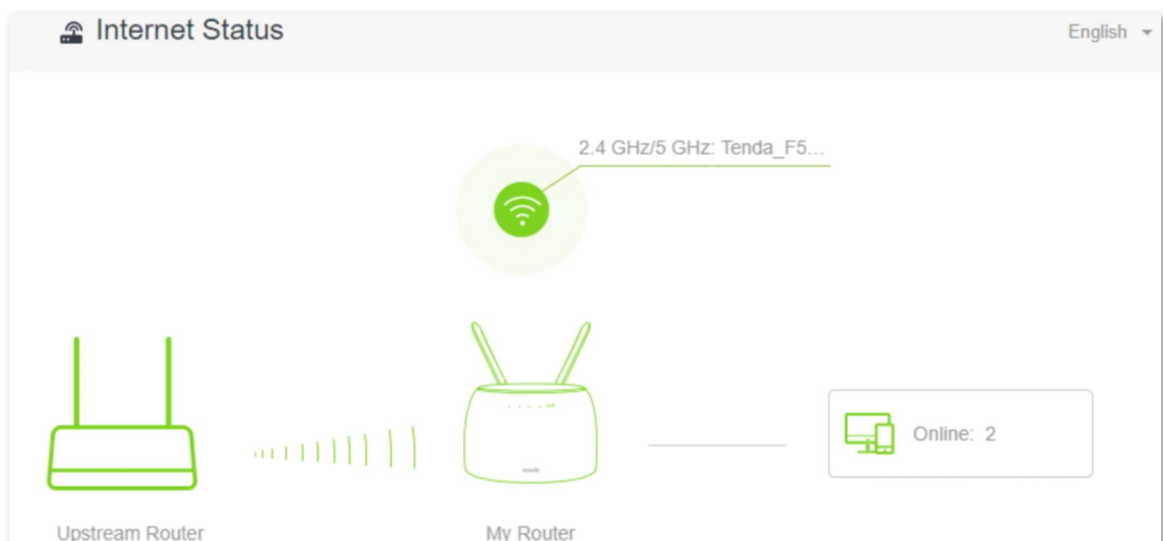 Internet Status
English
2.4 GHz/5 GHz: Tenda_F5...
Online: 2
Upstream Router
My Router